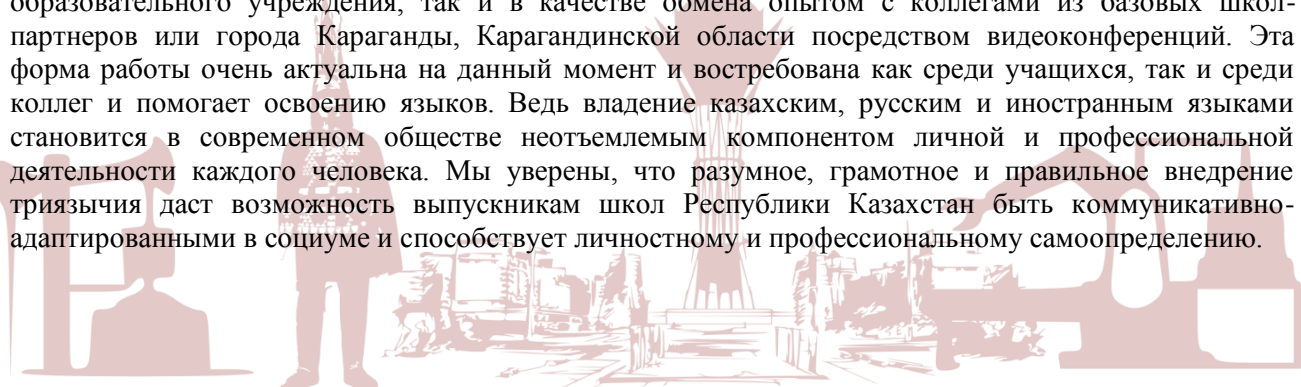 образовательного учреждения, так и в качестве обмена опытом с коллегами из базовых школ-
партнеров или города Караганды, Карагандинской области посредством видеоконференций. Эта
форма работы очень актуальна на данный момент и востребована как среди учащихся, так и среди
коллег и помогает освоению языков. Ведь владение казахским, русским и иностранным языками
становится в современном обществе неотъемлемым компонентом личной и профессиональной
деятельности каждого человека. Мы уверены, что разумное, грамотное и правильное внедрение
триязычия даст возможность выпускникам школ Республики Казахстан быть коммуникативно-
адаптированными в социуме и способствует личностному и профессиональному самоопределению.